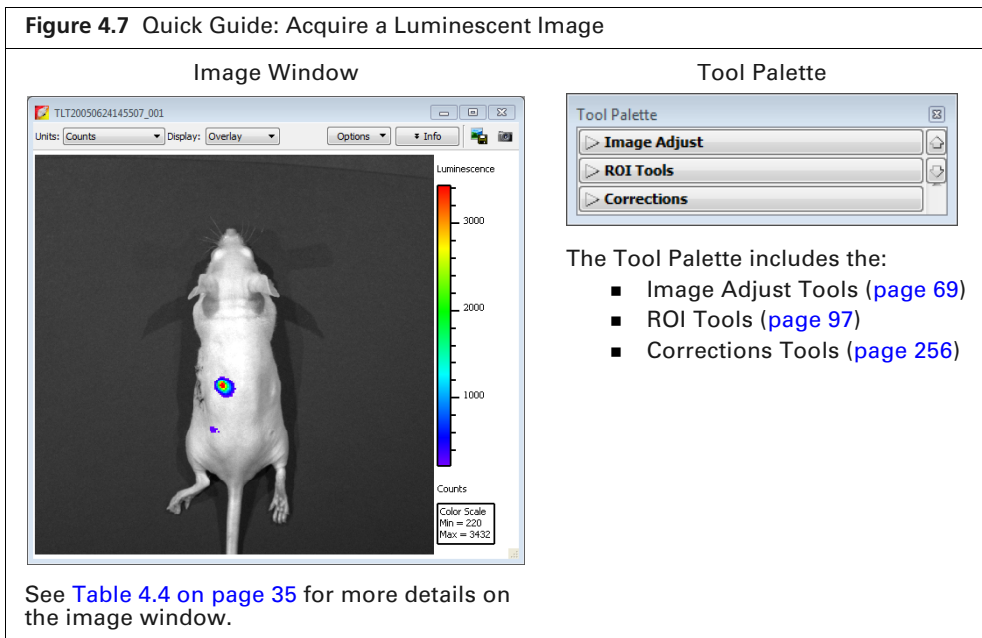 Figure 4.7 Quick Guide: Acquire a Luminescent Image
Image Window
TLT20050624145507_001
Units: Counts Display: Overlay Options Info
Luminescence
3000
2000
1000
Counts
Color Scale
Min = 220
Max = 3432
See Table 4.4 on page 35 for more details on
the image window.
Tool Palette
Tool Palette
Image Adjust
ROI Tools
Corrections
The Tool Palette includes the:
■ Image Adjust Tools (page 69)
■ ROI Tools (page 97)
■ Corrections Tools (page 256)